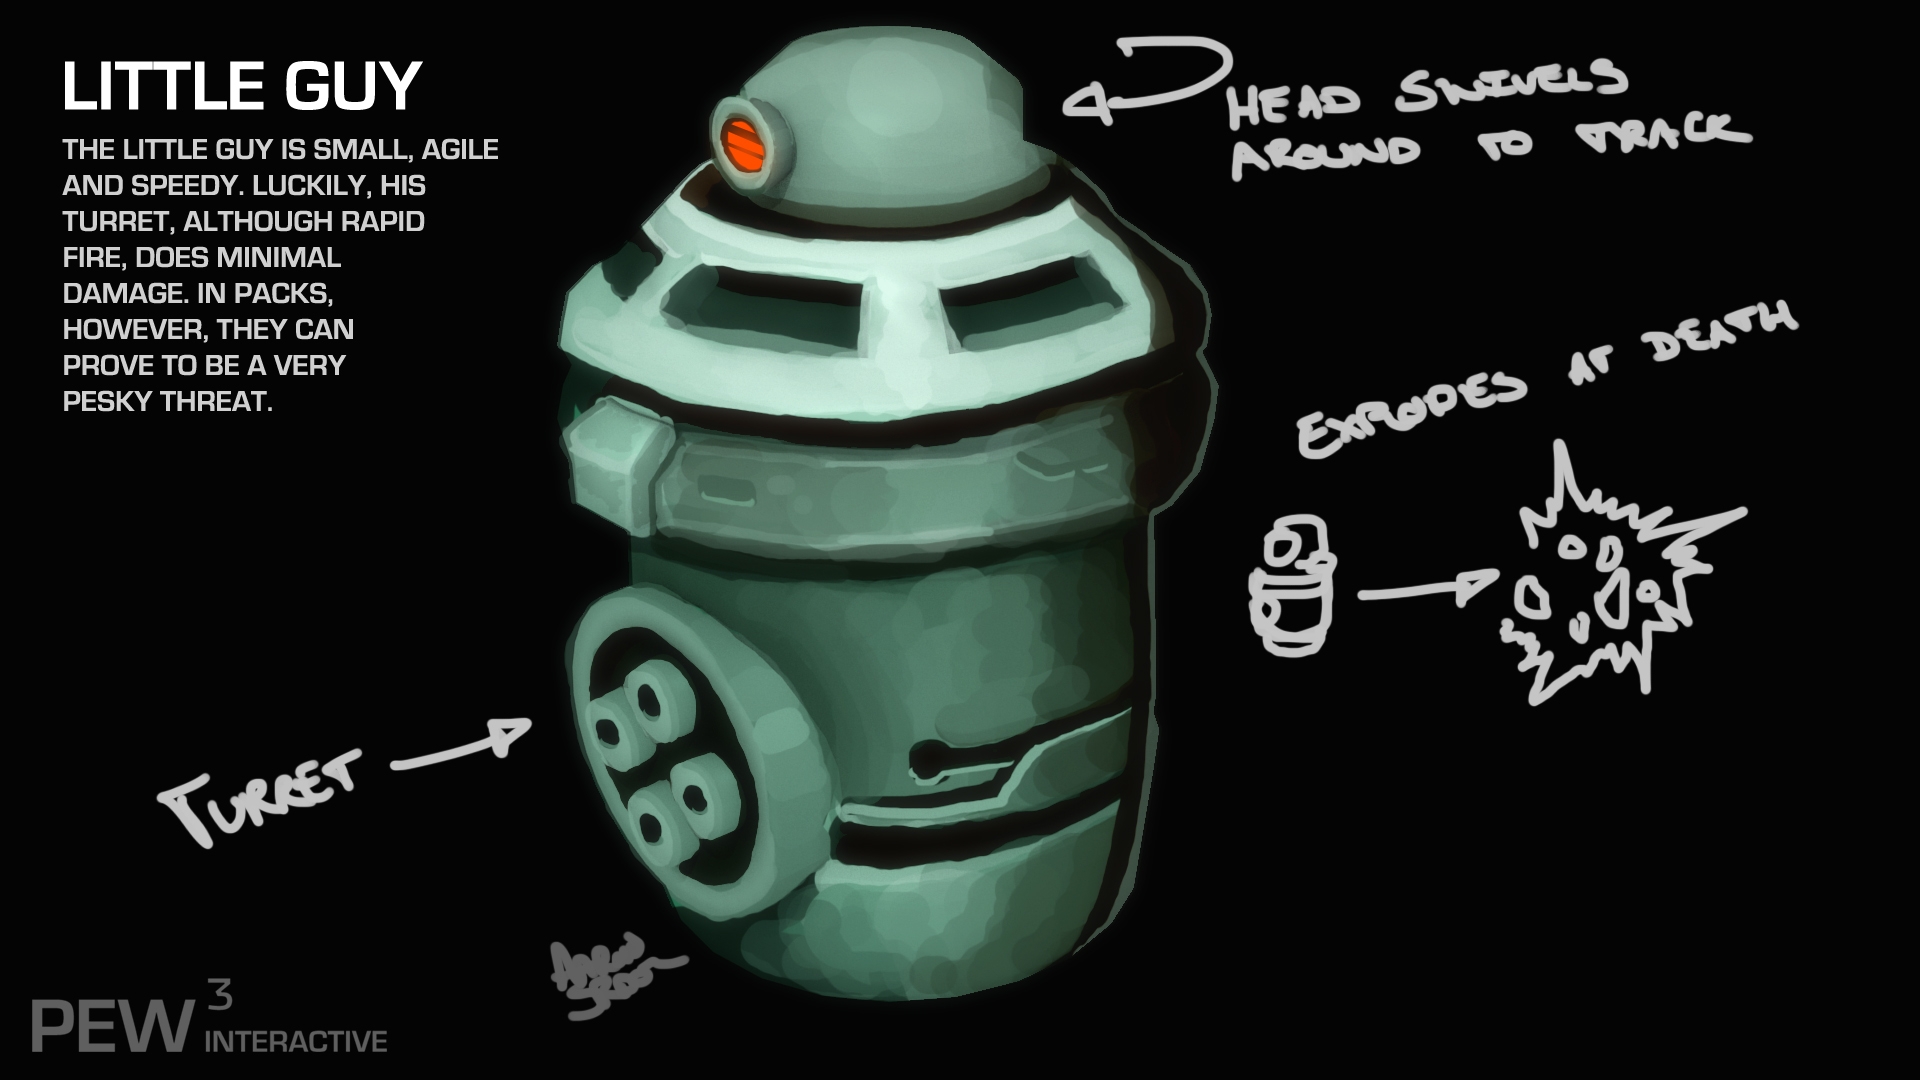 LITTLE GUY
THE LITTLE GUY IS SMALL, AGILE
AND SPEEDY. LUCKILY, HIS
TURRET, ALTHOUGH RAPID
FIRE, DOES MINIMAL
DAMAGE. IN PACKS,
HOWEVER, THEY CAN
PROVE TO BE A VERY
PESKY THREAT.
HEAD SWIVELS
AROUND TO TRACK
EXPLODES AT DEATH
TURRET
PEW3
INTERACTIVE